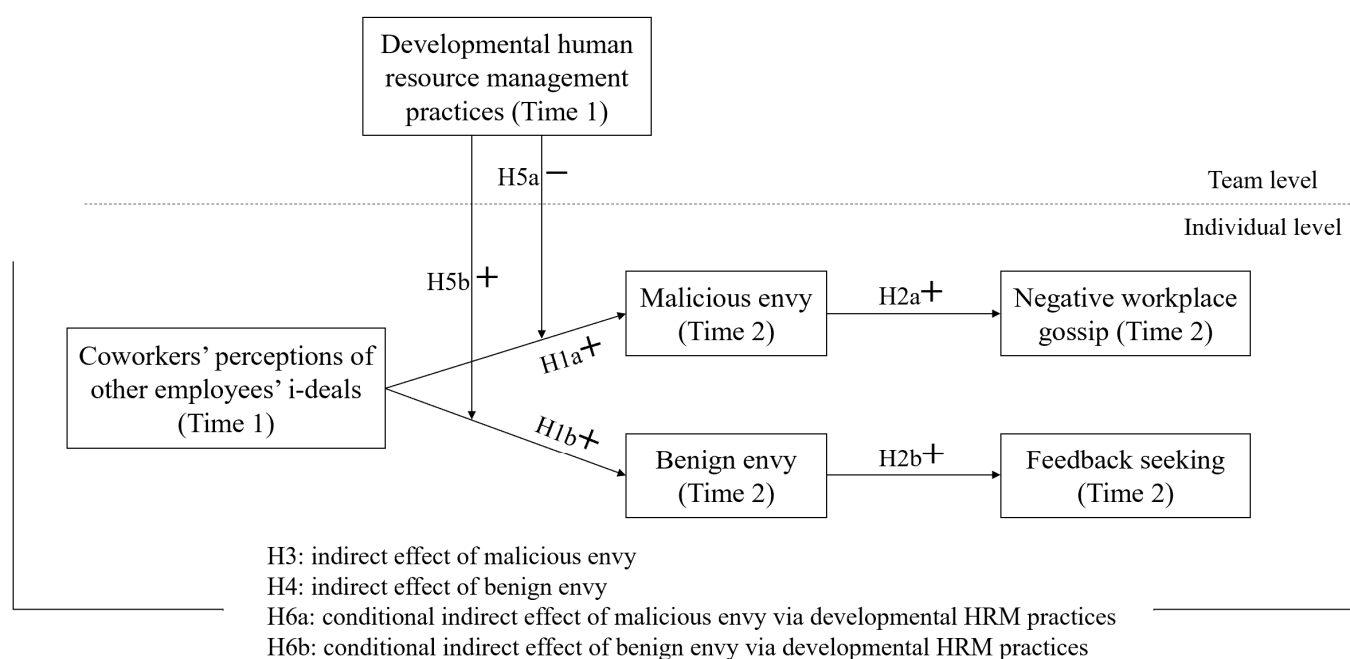 Developmental human
resource management
practices (Time 1)
H5a−
Team level
Individual level
H5b+
Malicious envy
(Time 2)
H2a+
Negative workplace
gossip (Time 2)
Coworkers’ perceptions of
other employees’ i-deals
(Time 1)
H1a+
H1b+
Benign envy
(Time 2)
H2b+
Feedback seeking
(Time 2)
H3: indirect effect of malicious envy
H4: indirect effect of benign envy
H6a: conditional indirect effect of malicious envy via developmental HRM practices
H6b: conditional indirect effect of benign envy via developmental HRM practices